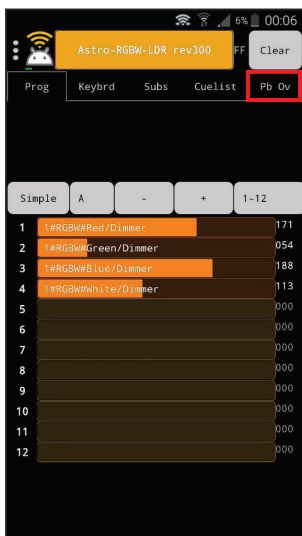 6% 00:06
Astro-RGBW-LDR rev300 FF Clear
Prog Keybrd Subs Cuelist Pb Ov
Simple A - + 1-12
1 1#RGBW#Red/Dimmer 171
2 1#RGBW#Green/Dimmer 054
3 1#RGBW#Blue/Dimmer 188
4 1#RGBW#White/Dimmer 113
5 000
6 000
7 000
8 000
9 000
10 000
11 000
12 000